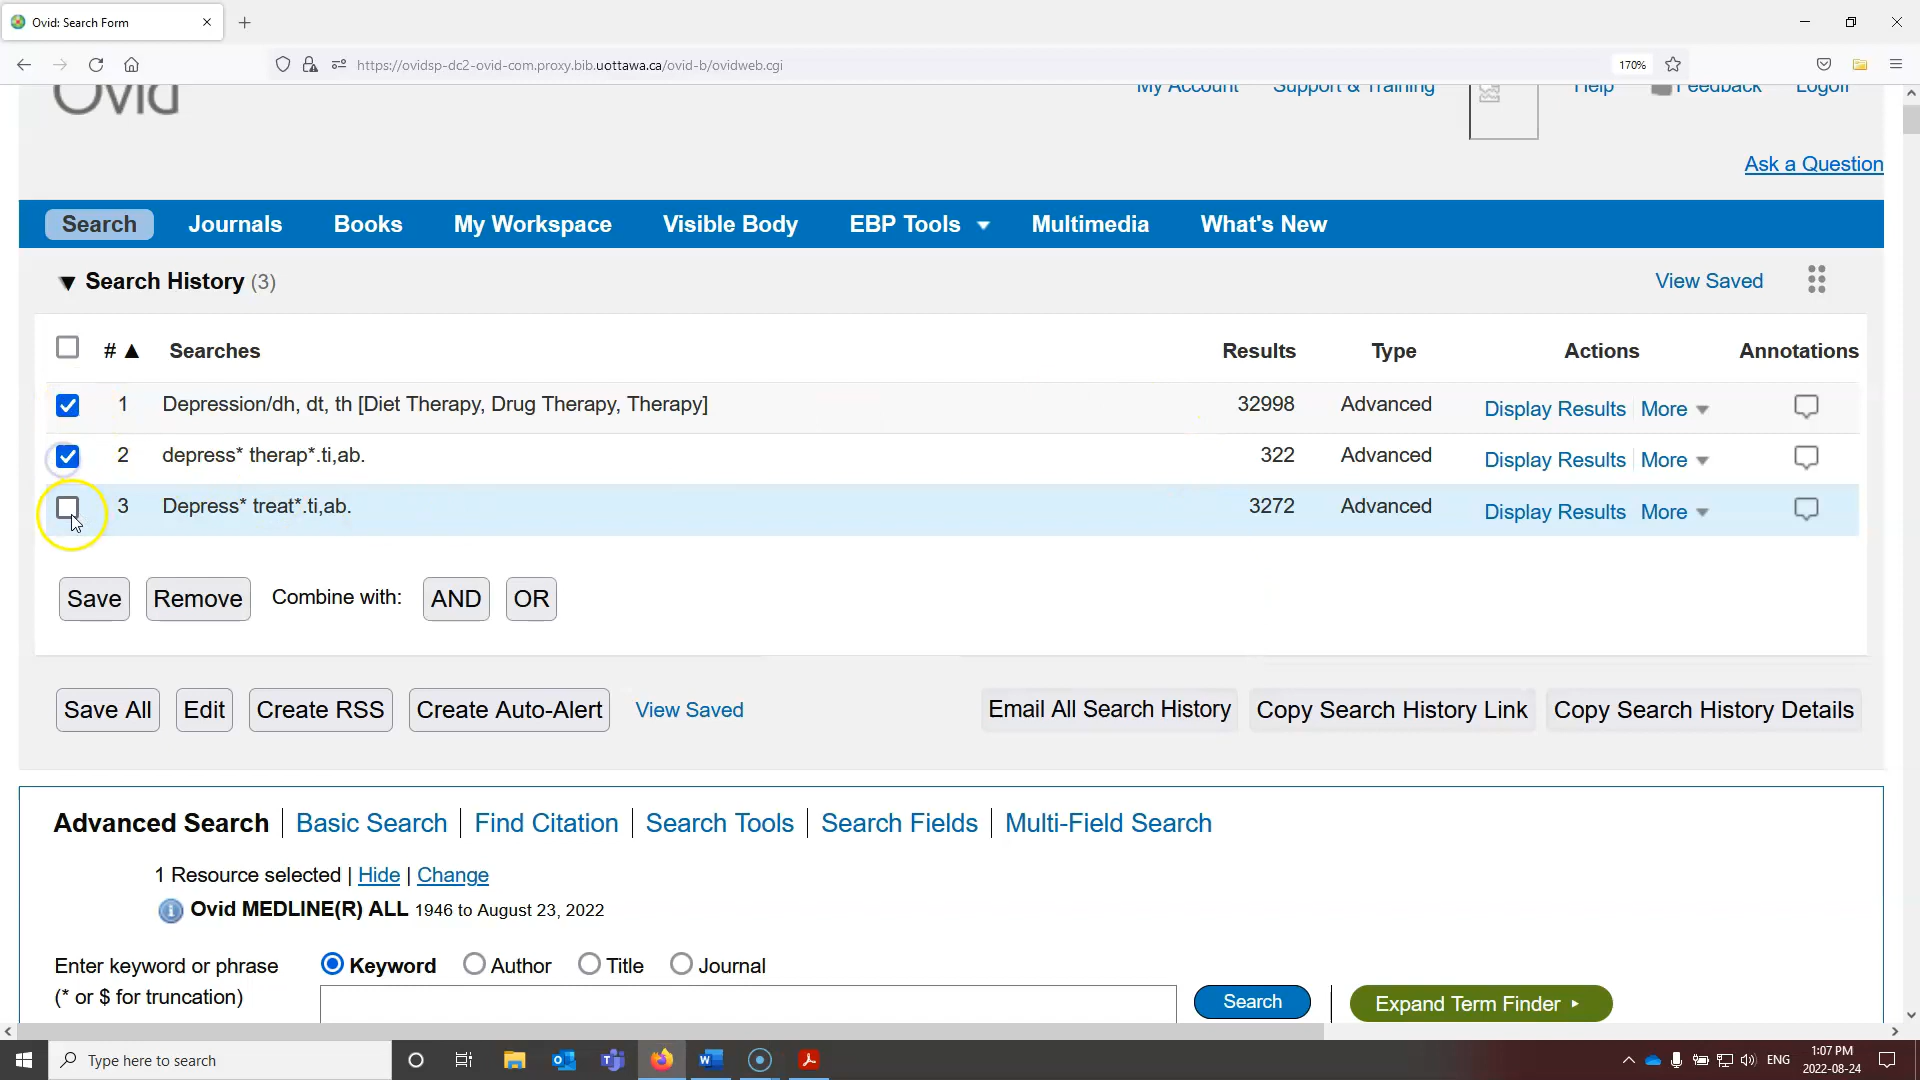 Ovid: Search Form
https://ovidsp-dc2-ovid-com.proxy.bib.uottawa.ca/ovid-b/ovidweb.cgi
170%
Ovid
My Account Support & Training Help Feedback Logoff
Ask a Question
Search Journals Books My Workspace Visible Body EBP Tools Multimedia What's New
Search History (3) View Saved
# ▲ Searches Results Type Actions Annotations
1 Depression/dh, dt, th [Diet Therapy, Drug Therapy, Therapy] 32998 Advanced Display Results More
2 depress* therap*.ti,ab. 322 Advanced Display Results More
3 Depress* treat*.ti,ab. 3272 Advanced Display Results More
Save Remove Combine with: AND OR
Save All Edit Create RSS Create Auto-Alert View Saved Email All Search History Copy Search History Link Copy Search History Details
Advanced Search | Basic Search | Find Citation | Search Tools | Search Fields | Multi-Field Search
1 Resource selected | Hide | Change
Ovid MEDLINE(R) ALL 1946 to August 23, 2022
Enter keyword or phrase
(* or $ for truncation)
Keyword Author Title Journal
Search Expand Term Finder
Type here to search
ENG
1:07 PM
2022-08-24